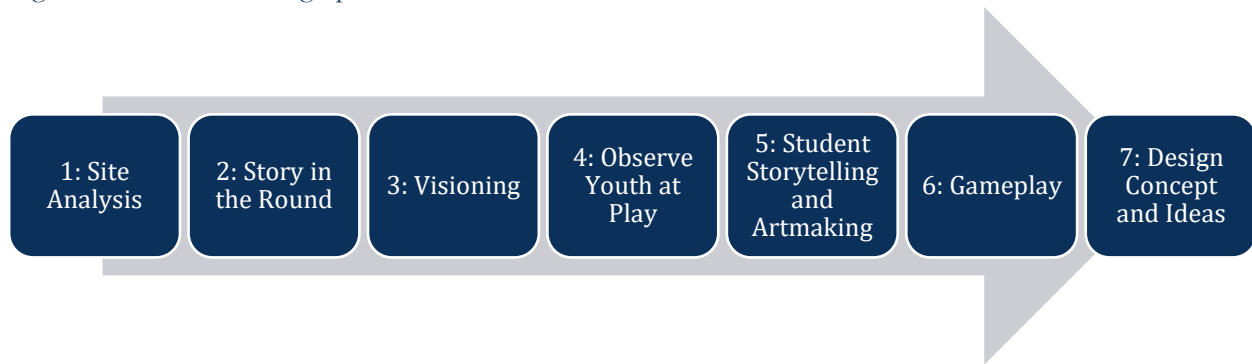 1: Site
Analysis
2: Story in
the Round
3: Visioning
4: Observe
Youth at
Play
5: Student
Storytelling
and
Artmaking
6: Gameplay
7: Design
Concept
and Ideas